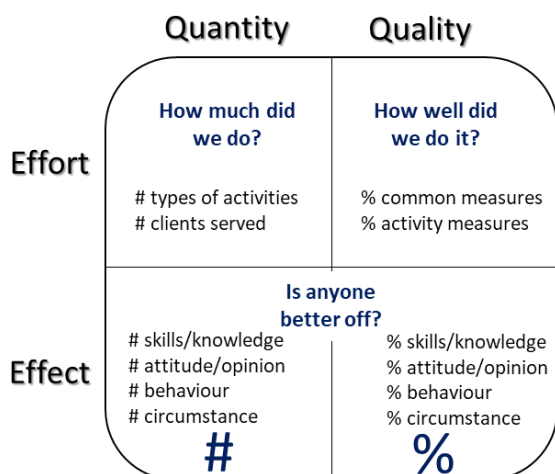 Quantity
Quality
Effort
How much did
we do?
# types of activities
# clients served
How well did
we do it?
% common measures
% activity measures
Effect
Is anyone
better off?
# skills/knowledge
# attitude/opinion
# behaviour
# circumstance
#
% skills/knowledge
% attitude/opinion
% behaviour
% circumstance
%